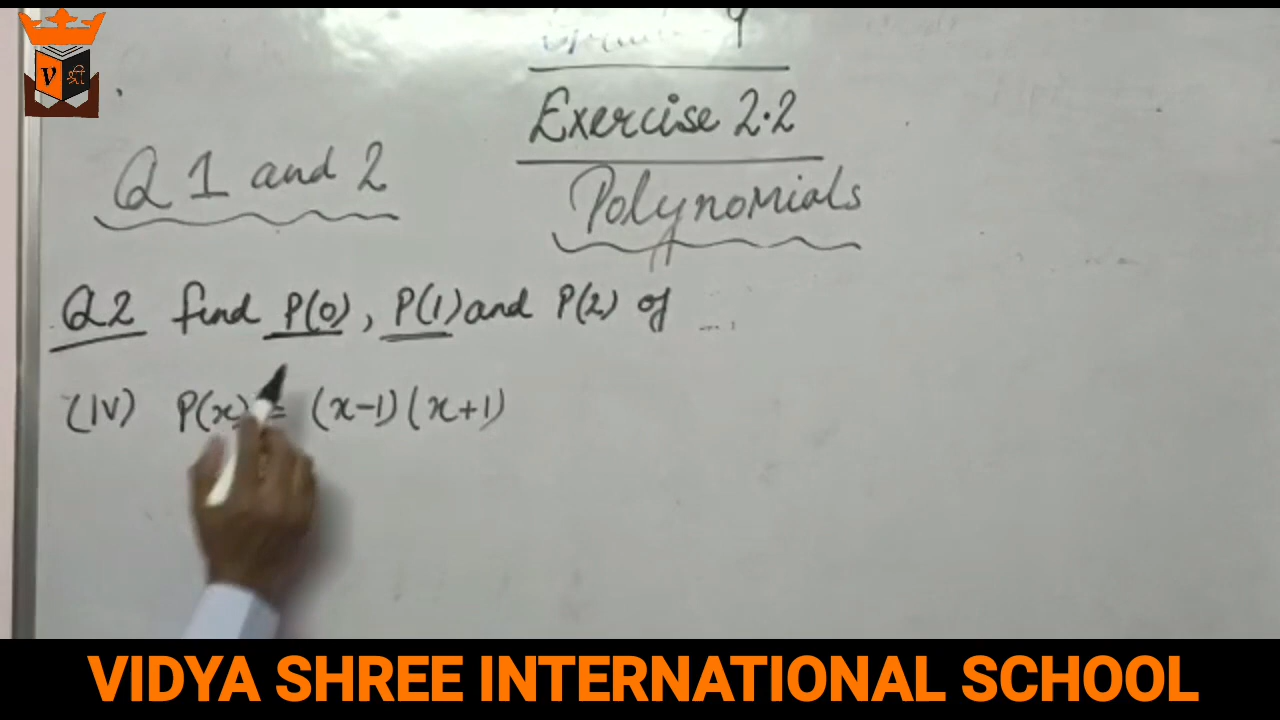 V श्री
Exercise 2.2
Q 1 and 2
Polynomials
Q2 find P(0), P(1) and P(2) of ....
(IV) P(x) = (x-1)(x+1)
VIDYA SHREE INTERNATIONAL SCHOOL